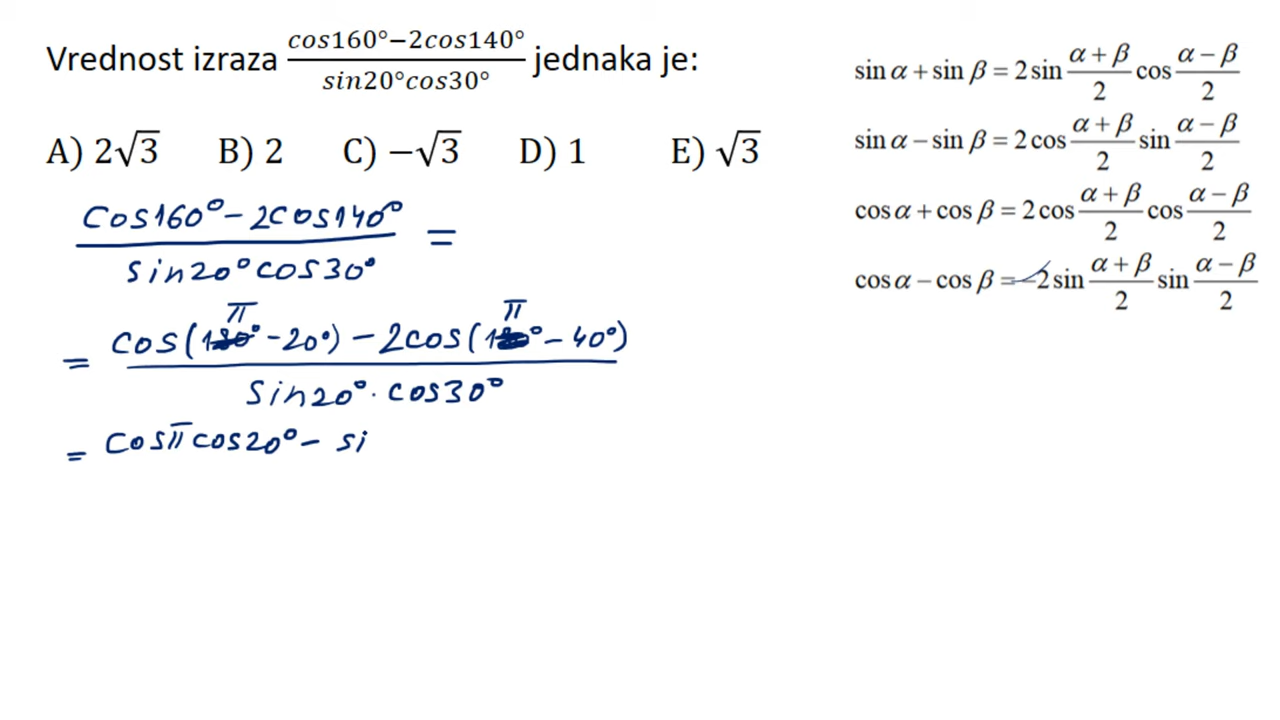 Vrednost izraza cos160°−2cos140° / sin20°cos30° jednaka je:
A) 2√3 B) 2 C) −√3 D) 1 E) √3
cos160° − 2cos140° / sin20° cos30° =
= cos(π − 20°) − 2cos(π − 40°) / sin20° · cos30°
= cosπ cos20° − si
sin α + sin β = 2 sin (α + β)/2 cos (α − β)/2
sin α − sin β = 2 cos (α + β)/2 sin (α − β)/2
cos α + cos β = 2 cos (α + β)/2 cos (α − β)/2
cos α − cos β = −2 sin (α + β)/2 sin (α − β)/2